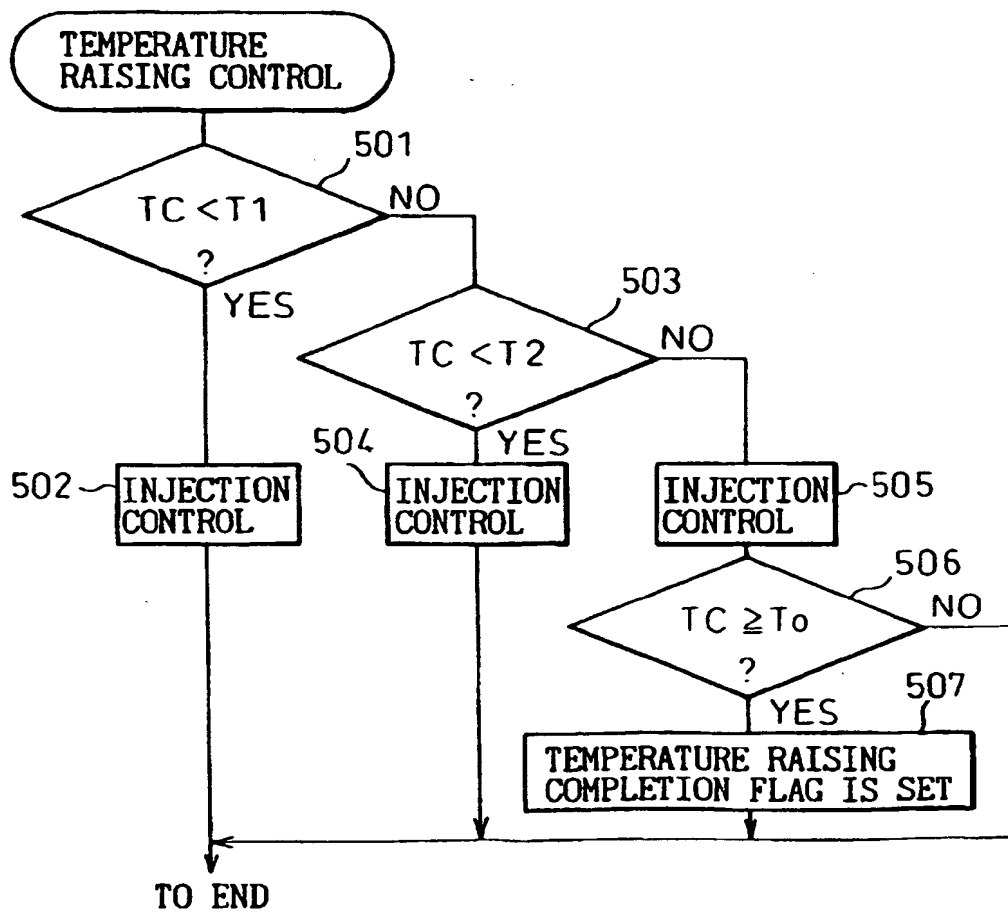 TEMPERATURE
RAISING CONTROL
501
TC<T1
?
NO
YES
503
TC<T2
?
NO
YES
502
INJECTION
CONTROL
504
INJECTION
CONTROL
505
INJECTION
CONTROL
506
TC≧To
?
NO
YES
507
TEMPERATURE RAISING
COMPLETION FLAG IS SET
TO END